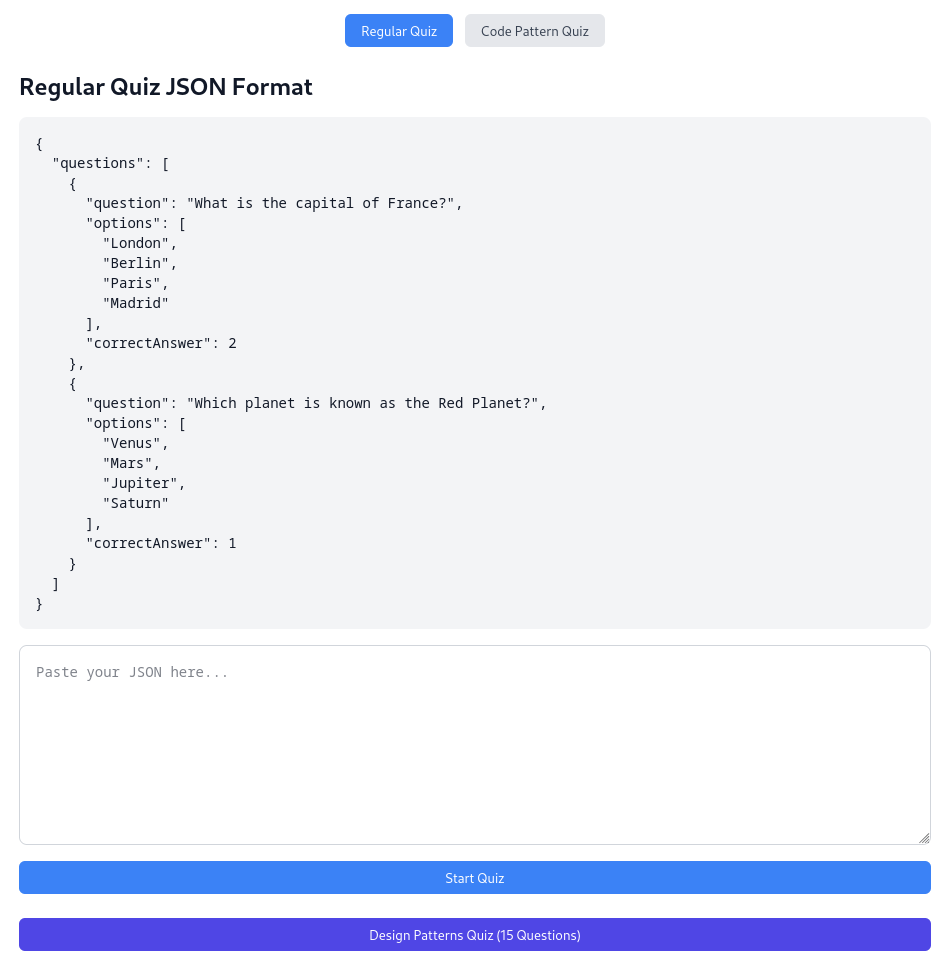 Regular Quiz Code Pattern Quiz
Regular Quiz JSON Format
{
  "questions": [
    {
      "question": "What is the capital of France?",
      "options": [
        "London",
        "Berlin",
        "Paris",
        "Madrid"
      ],
      "correctAnswer": 2
    },
    {
      "question": "Which planet is known as the Red Planet?",
      "options": [
        "Venus",
        "Mars",
        "Jupiter",
        "Saturn"
      ],
      "correctAnswer": 1
    }
  ]
}
Paste your JSON here...
Start Quiz
Design Patterns Quiz (15 Questions)